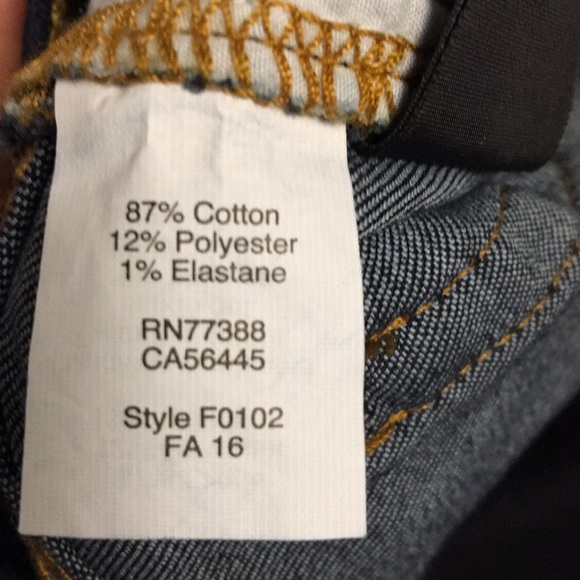 87% Cotton
12% Polyester
1% Elastane
RN77388
CA56445
Style F0102
FA 16